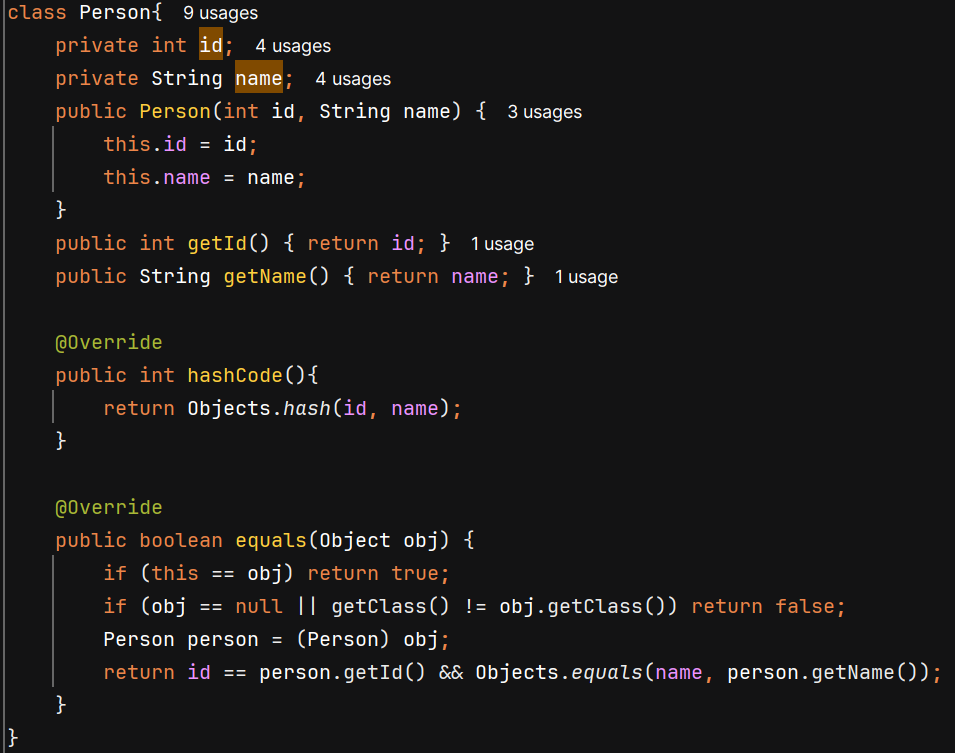 class Person{ 9 usages
    private int id; 4 usages
    private String name; 4 usages
    public Person(int id, String name) { 3 usages
        this.id = id;
        this.name = name;
    }
    public int getId() { return id; } 1 usage
    public String getName() { return name; } 1 usage

    @Override
    public int hashCode(){
        return Objects.hash(id, name);
    }

    @Override
    public boolean equals(Object obj) {
        if (this == obj) return true;
        if (obj == null || getClass() != obj.getClass()) return false;
        Person person = (Person) obj;
        return id == person.getId() && Objects.equals(name, person.getName());
    }
}